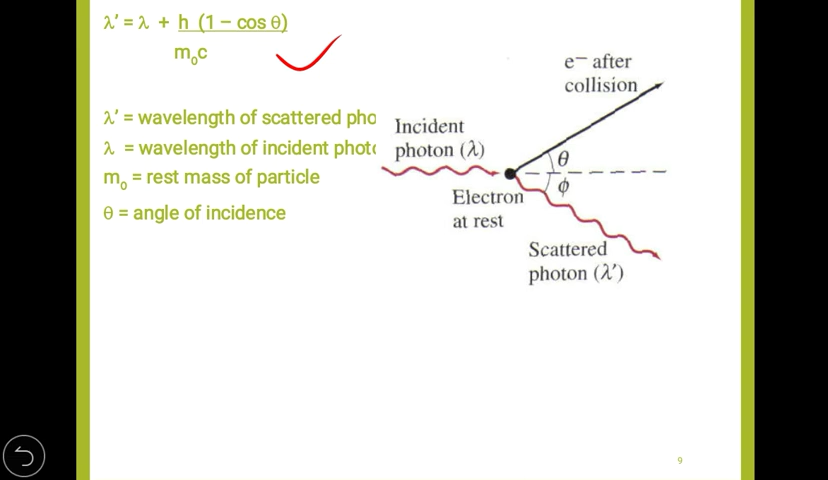 λ′ = λ + h (1 – cos θ)
m₀c
λ′ = wavelength of scattered pho
λ = wavelength of incident phot
m₀ = rest mass of particle
θ = angle of incidence
e⁻ after
collision
Incident
photon (λ)
θ
ϕ
Electron
at rest
Scattered
photon (λ′)
9